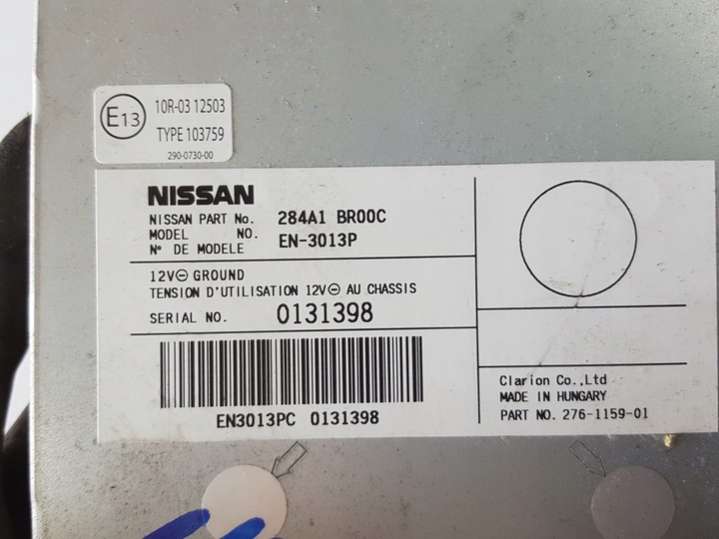 E13
10R-03 12503
TYPE 103759
290-0730-00
NISSAN
NISSAN PART No. 284A1 BR00C
MODEL NO. EN-3013P
N° DE MODELE
12V⊖ GROUND
TENSION D'UTILISATION 12V⊖ AU CHASSIS
SERIAL NO. 0131398
EN3013PC 0131398
Clarion Co.,Ltd
MADE IN HUNGARY
PART NO. 276-1159-01